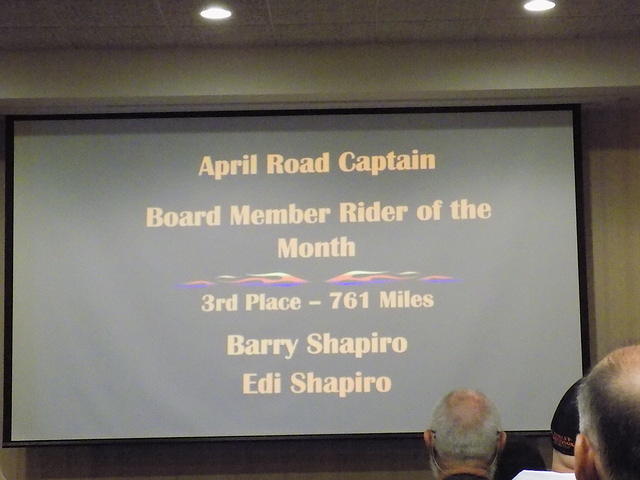 April Road Captain
Board Member Rider of the
Month
3rd Place – 761 Miles
Barry Shapiro
Edi Shapiro